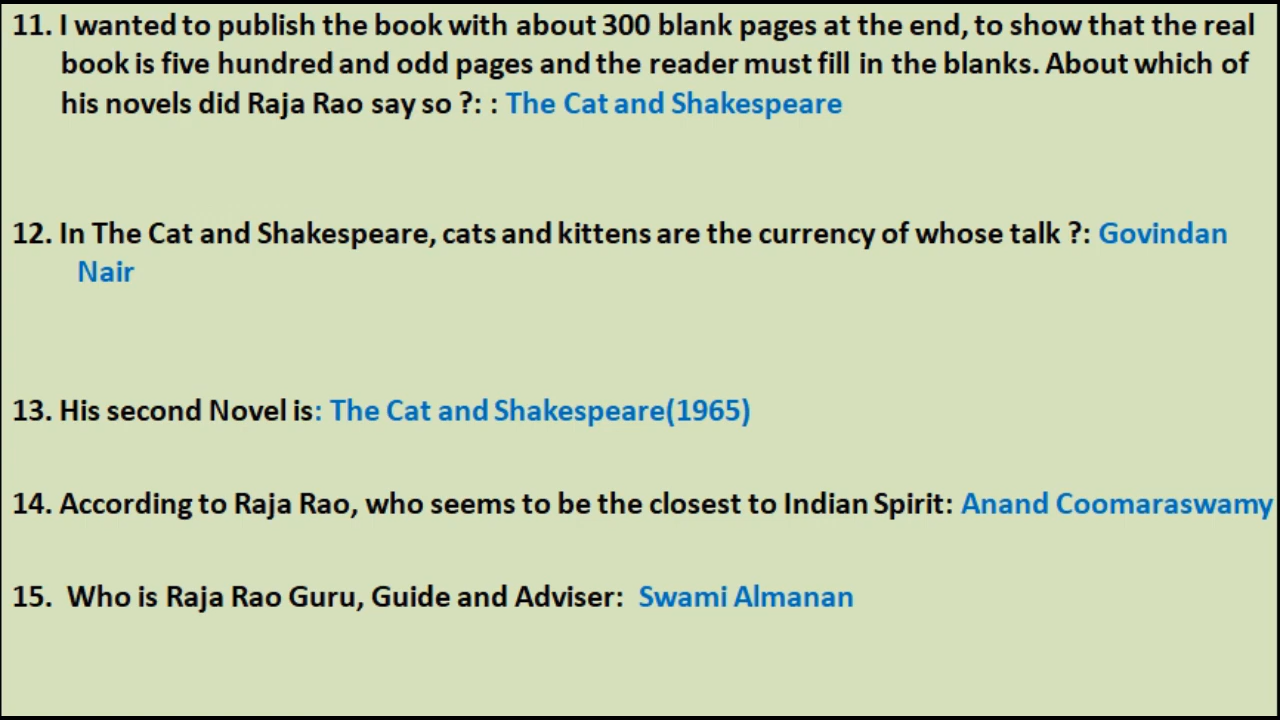 11. I wanted to publish the book with about 300 blank pages at the end, to show that the real
book is five hundred and odd pages and the reader must fill in the blanks. About which of
his novels did Raja Rao say so ?: : The Cat and Shakespeare
12. In The Cat and Shakespeare, cats and kittens are the currency of whose talk ?: Govindan
Nair
13. His second Novel is: The Cat and Shakespeare(1965)
14. According to Raja Rao, who seems to be the closest to Indian Spirit: Anand Coomaraswamy
15. Who is Raja Rao Guru, Guide and Adviser: Swami Almanan